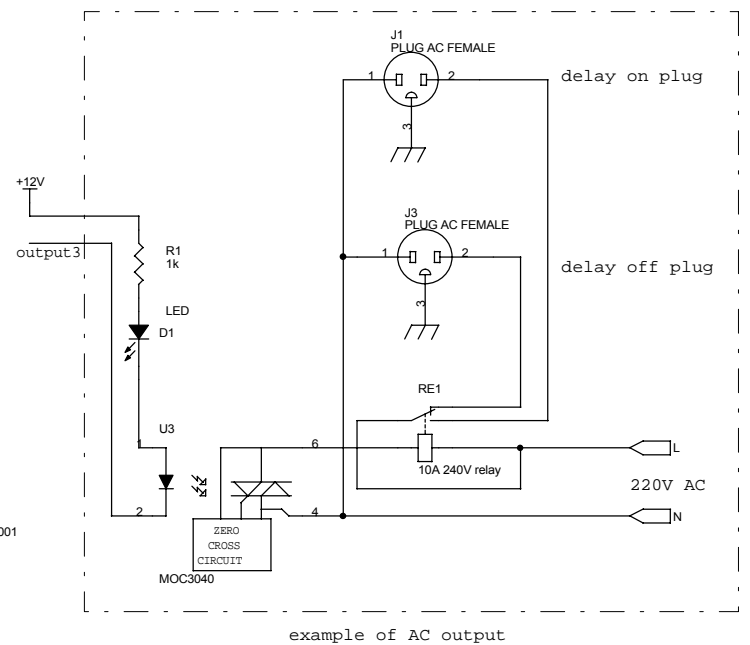 J1
PLUG AC FEMALE
1
2
delay on plug
3
+12V
J3
PLUG AC FEMALE
output3
R1
1k
1
2
delay off plug
3
LED
D1
RE1
U3
1
6
L
10A 240V relay
220V AC
2
4
N
001
ZERO
CROSS
CIRCUIT
MOC3040
example of AC output